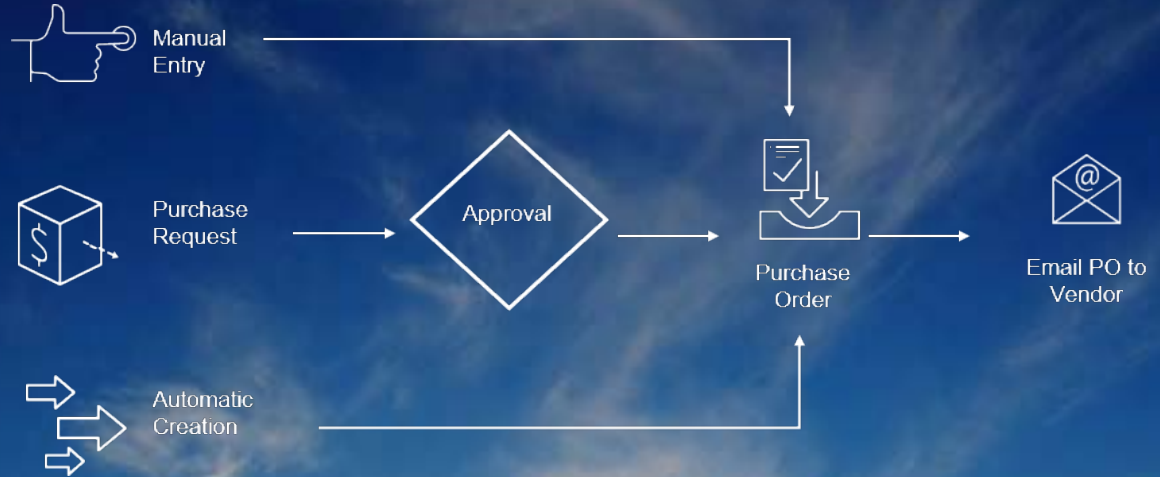 Manual
Entry
Purchase
Request
$
Approval
Purchase
Order
@
Email PO to
Vendor
Automatic
Creation